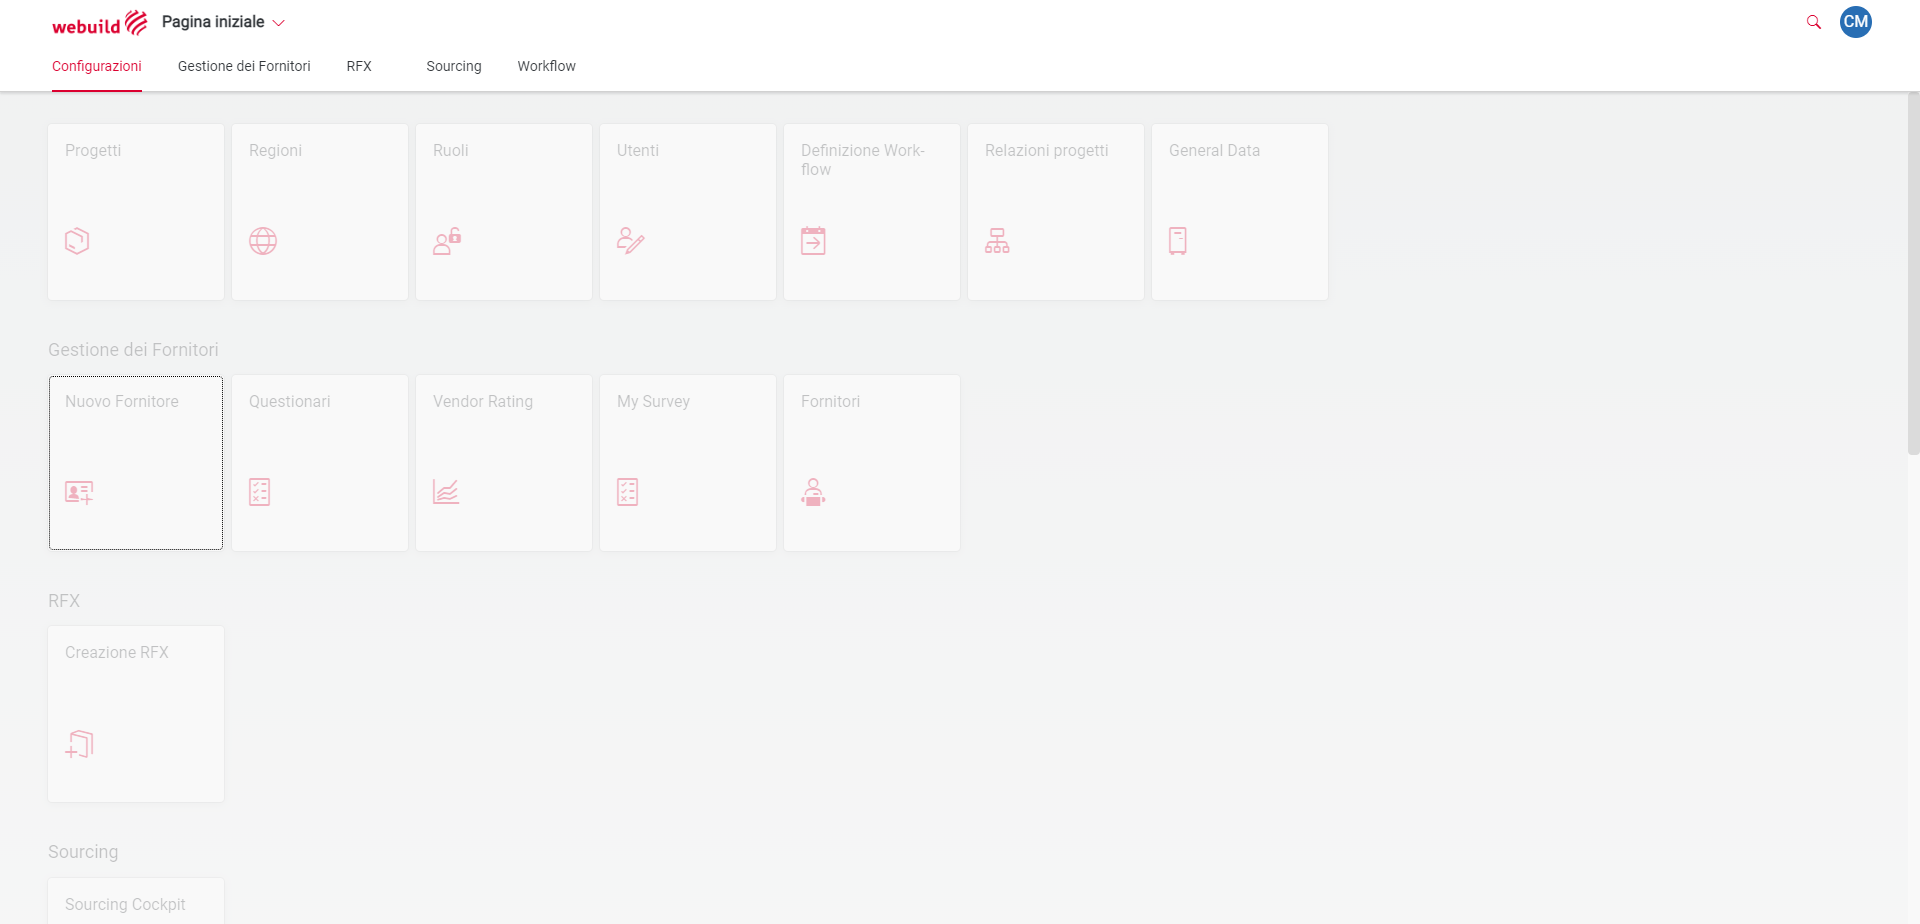 webuild Pagina iniziale CM
Configurazioni Gestione dei Fornitori RFX Sourcing Workflow
Progetti Regioni Ruoli Utenti Definizione Work-
flow Relazioni progetti General Data
Gestione dei Fornitori
Nuovo Fornitore Questionari Vendor Rating My Survey Fornitori
RFX
Creazione RFX
Sourcing
Sourcing Cockpit